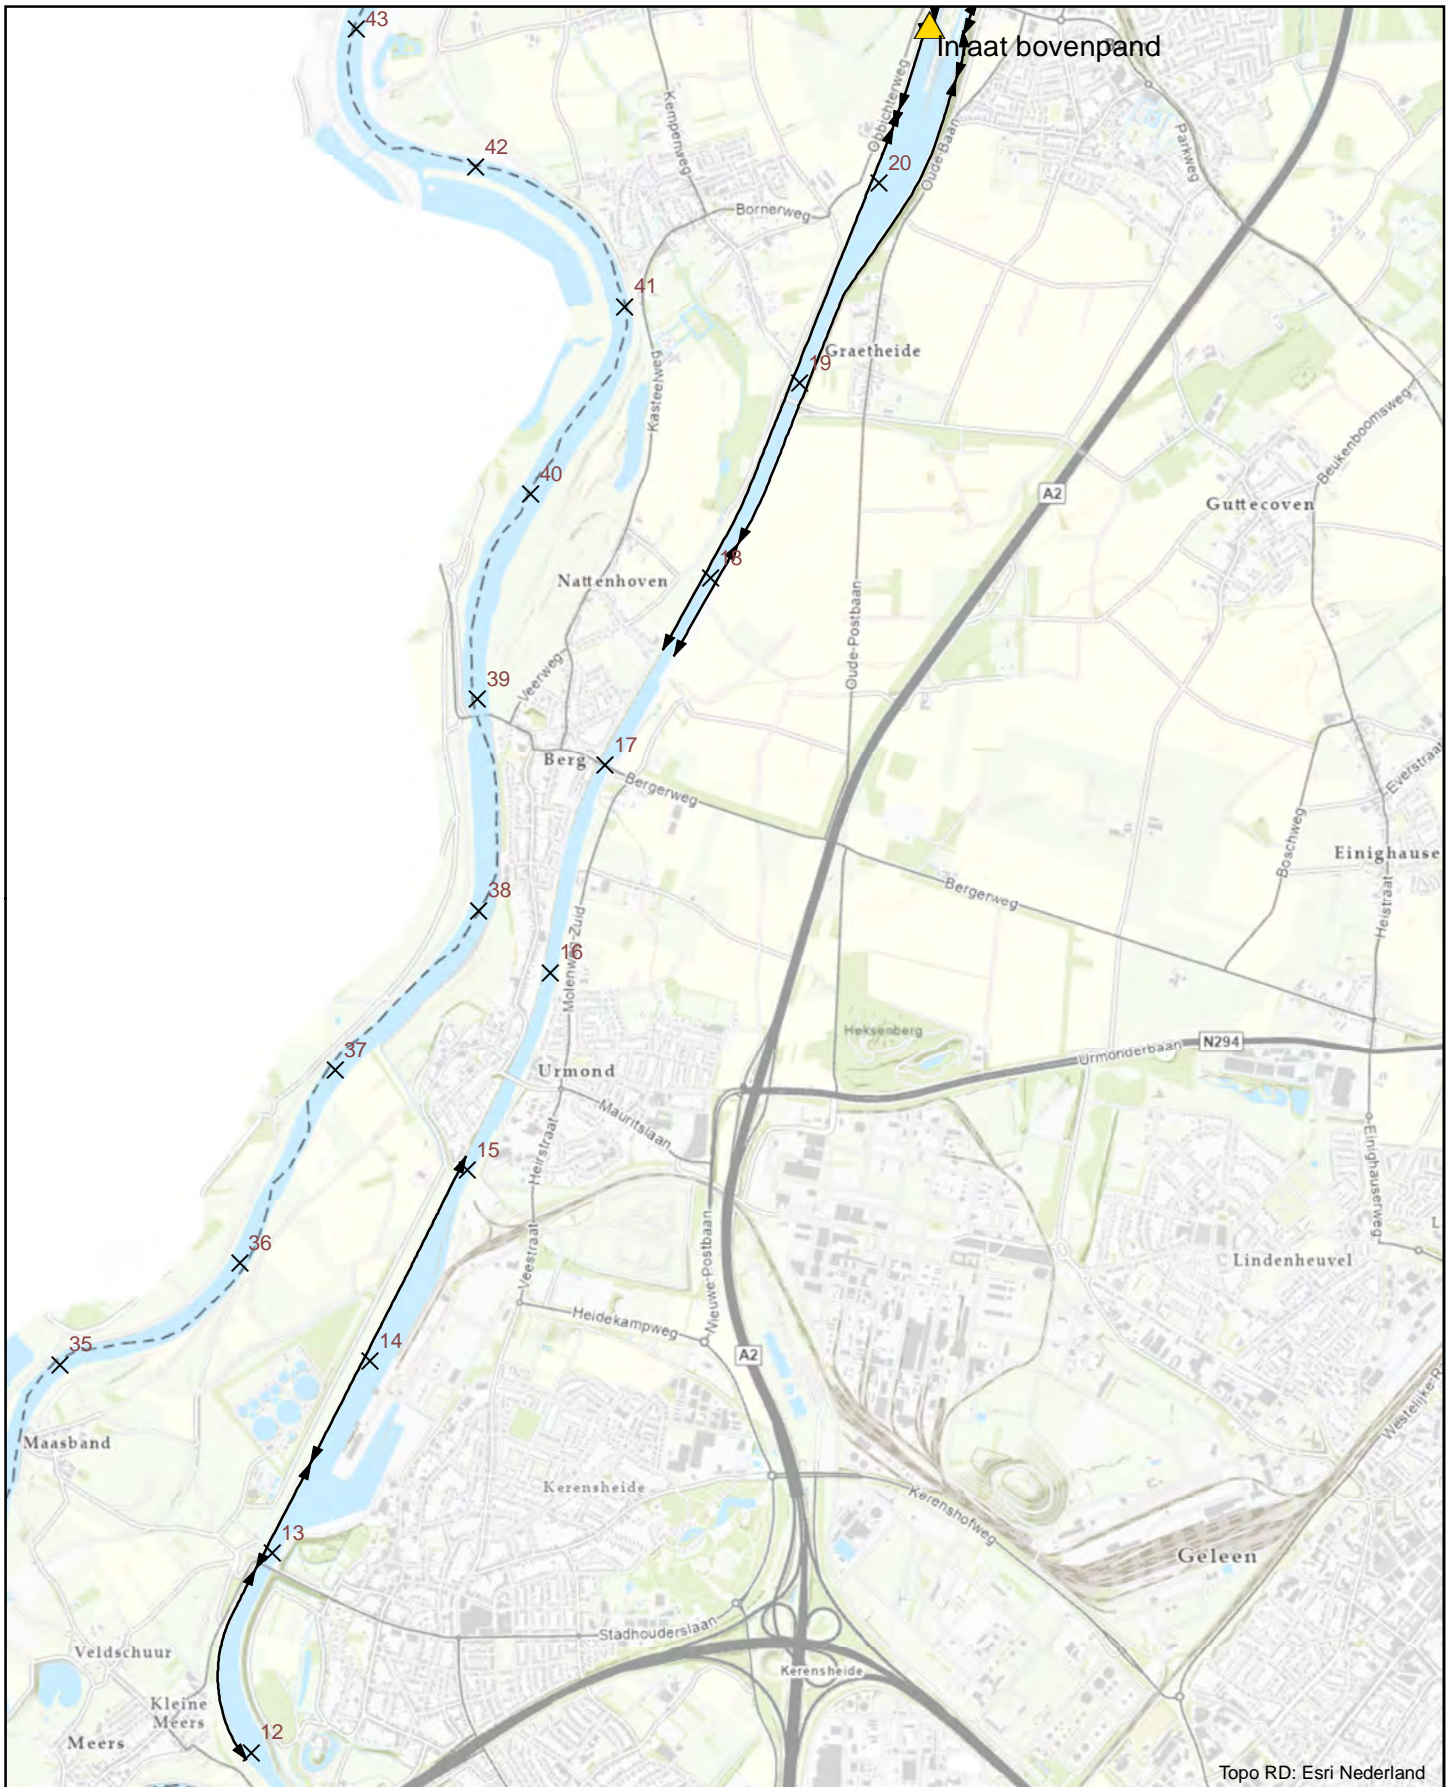 43
Inlaat bovenpand
Obbichterweg
Kempenweg
42
20
Oude-Baan
Parkweg
Bornerweg
41
Graetheide
19
Kasteelweg
Beukenboomsweg
40
A2
Guttecoven
18
Nattenhoven
Oude-Postbaan
39
Veerweg
17
Berg
Bergerweg
Everstraat
Boschweg
Einighause
38
Bergerweg
Heistraat
16
Molenweg-Zuid
Heksenberg
N294
Urmonderbaan
37
Urmond
Mauritslaan
Heirstraat
15
Einighauserweg
L
36
Nieuwe-Postbaan
Lindenheuvel
Veestraat
Heidekampweg
35
14
A2
Westelijke-R
Maasband
Kerensheide
Kerenshofweg
13
Geleen
Stadhouderslaan
Veldschuur
Kerensheide
Kleine
Meers
12
Meers
Topo RD: Esri Nederland